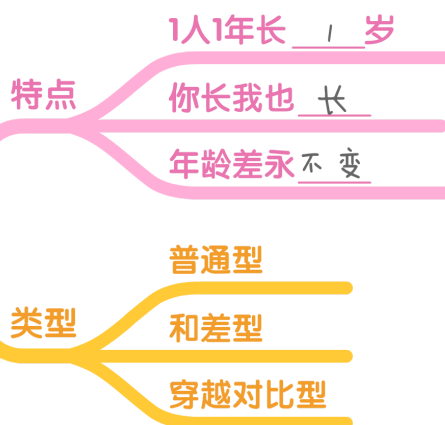 1人1年长 1 岁
特点
你长我也 长
年龄差永 不变
普通型
类型
和差型
穿越对比型